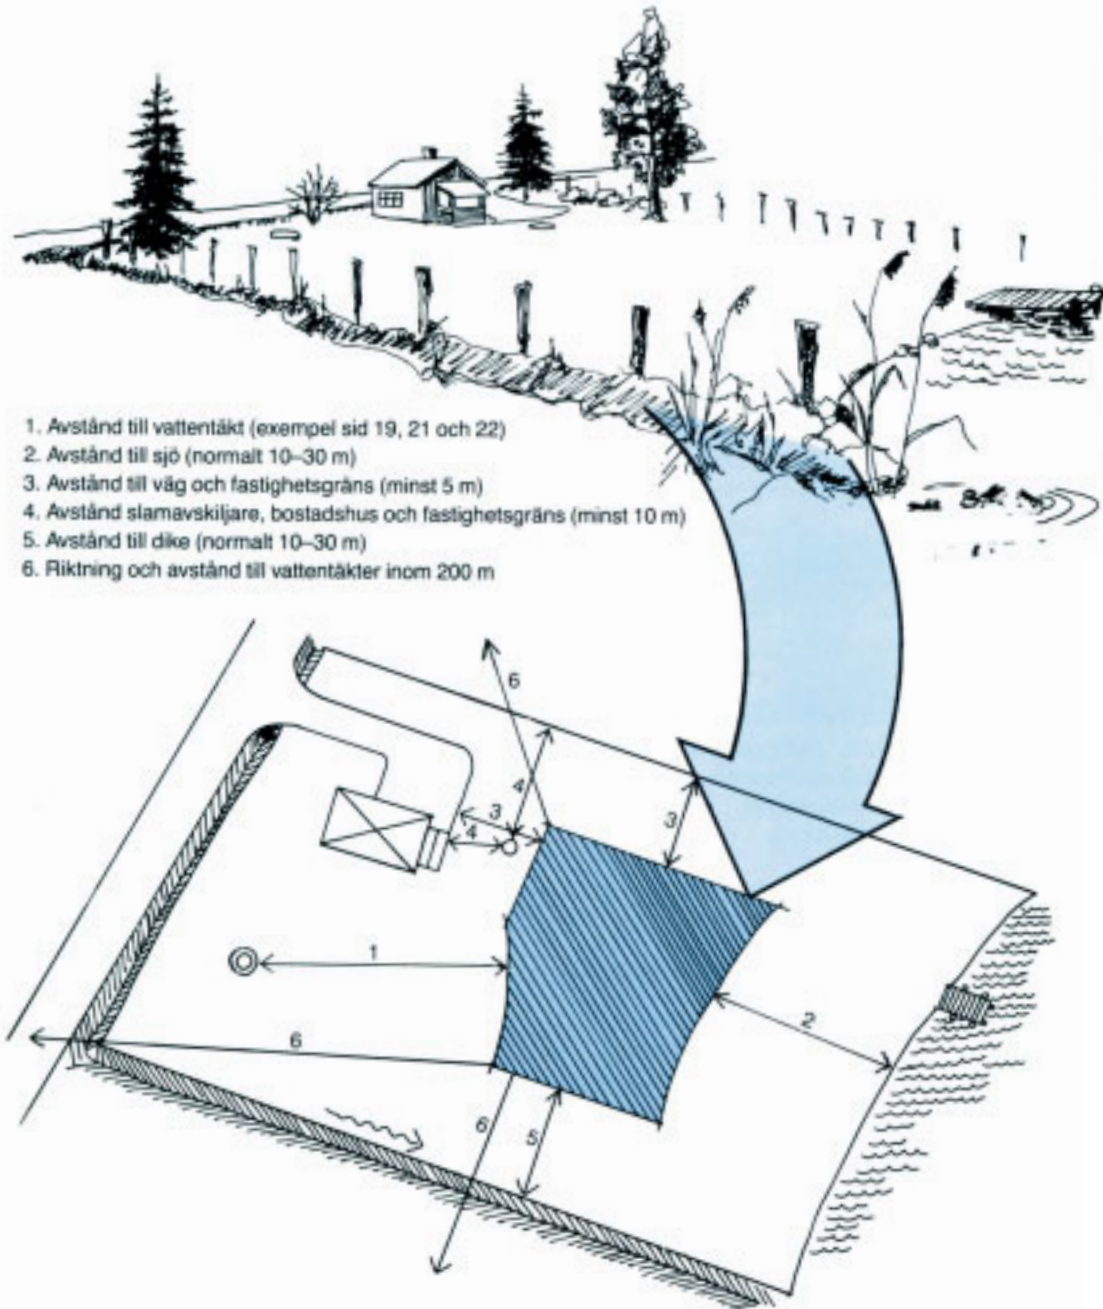 1. Avstånd till vattentäkt (exempel sid 19, 21 och 22)
2. Avstånd till sjö (normalt 10–30 m)
3. Avstånd till väg och fastighetsgräns (minst 5 m)
4. Avstånd slamavskiljare, bostadshus och fastighetsgräns (minst 10 m)
5. Avstånd till dike (normalt 10–30 m)
6. Riktning och avstånd till vattentäkter inom 200 m
6
4
3
3
4
1
2
6
6
5